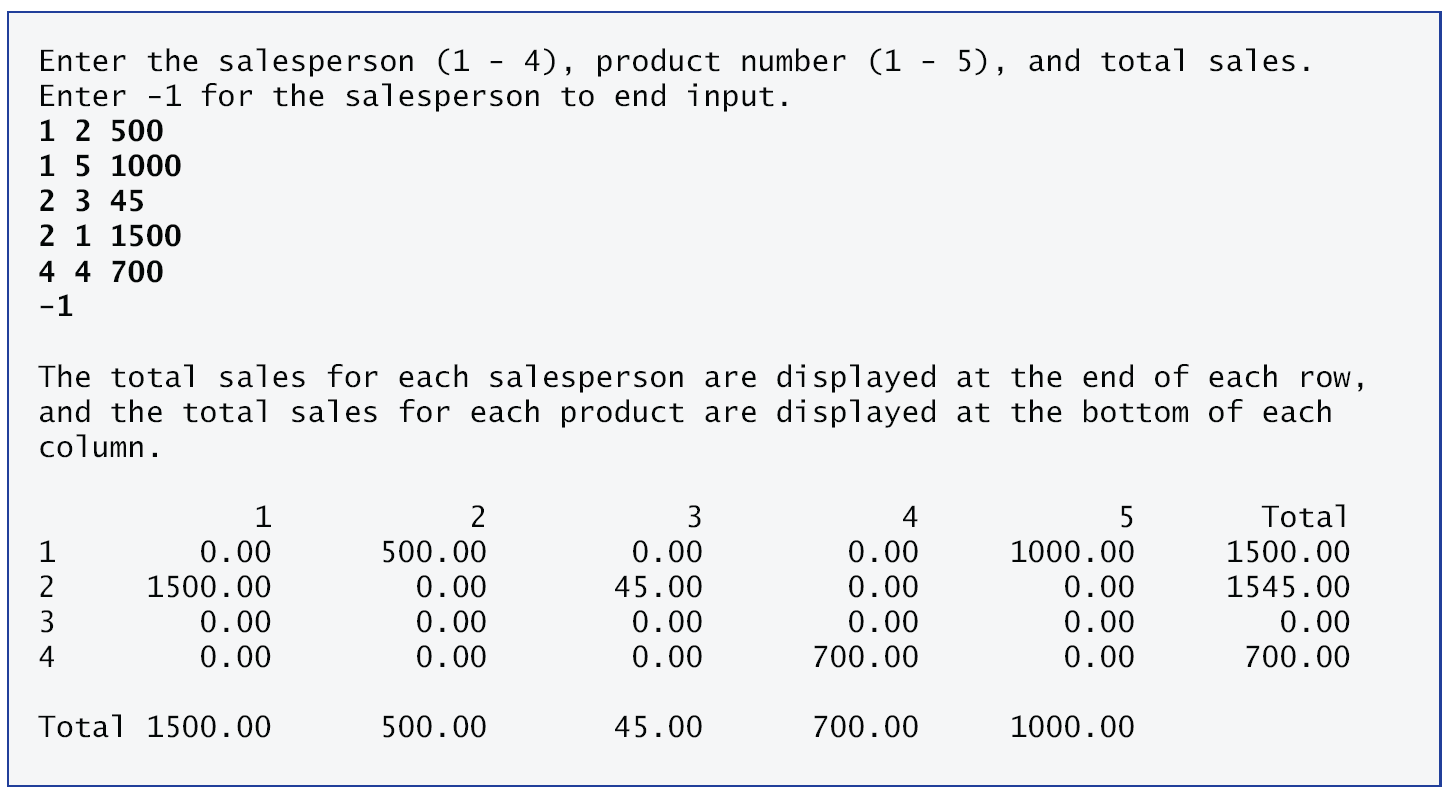 Enter the salesperson (1 - 4), product number (1 - 5), and total sales.
Enter -1 for the salesperson to end input.
1 2 500
1 5 1000
2 3 45
2 1 1500
4 4 700
-1
The total sales for each salesperson are displayed at the end of each row,
and the total sales for each product are displayed at the bottom of each
column.
1 2 3 4 5 Total
1 0.00 500.00 0.00 0.00 1000.00 1500.00
2 1500.00 0.00 45.00 0.00 0.00 1545.00
3 0.00 0.00 0.00 0.00 0.00 0.00
4 0.00 0.00 0.00 700.00 0.00 700.00
Total 1500.00 500.00 45.00 700.00 1000.00